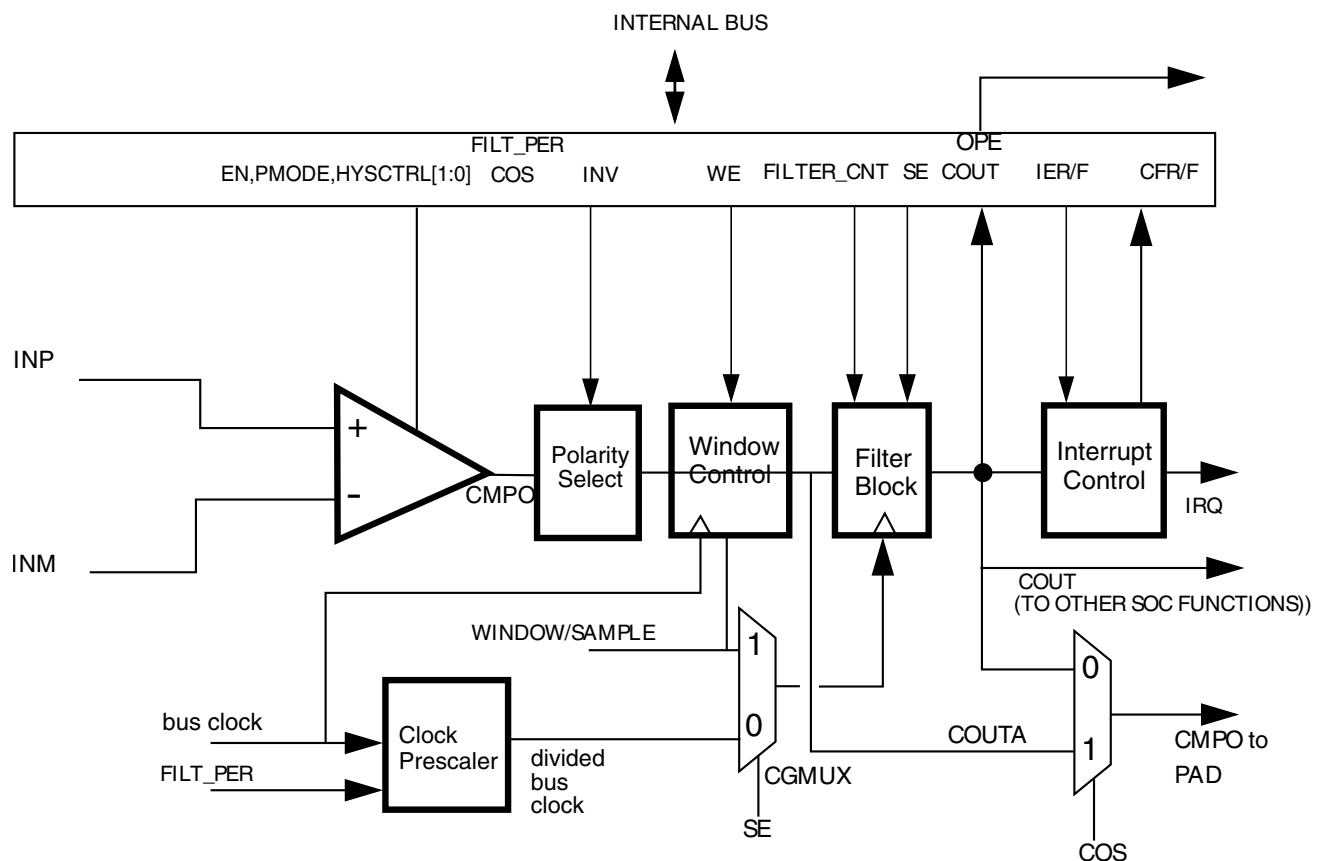 INTERNAL BUS
FILT_PER
OPE
EN,PMODE,HYSCTRL[1:0]
COS
INV
WE
FILTER_CNT
SE
COUT
IER/F
CFR/F
INP
+
-
INM
CMPO
Polarity
Select
Window
Control
Filter
Block
Interrupt
Control
IRQ
COUT
(TO OTHER SOC FUNCTIONS))
WINDOW/SAMPLE
1
0
bus clock
FILT_PER
Clock
Prescaler
divided
bus
clock
CGMUX
SE
COUTA
0
1
CMPO to
PAD
COS